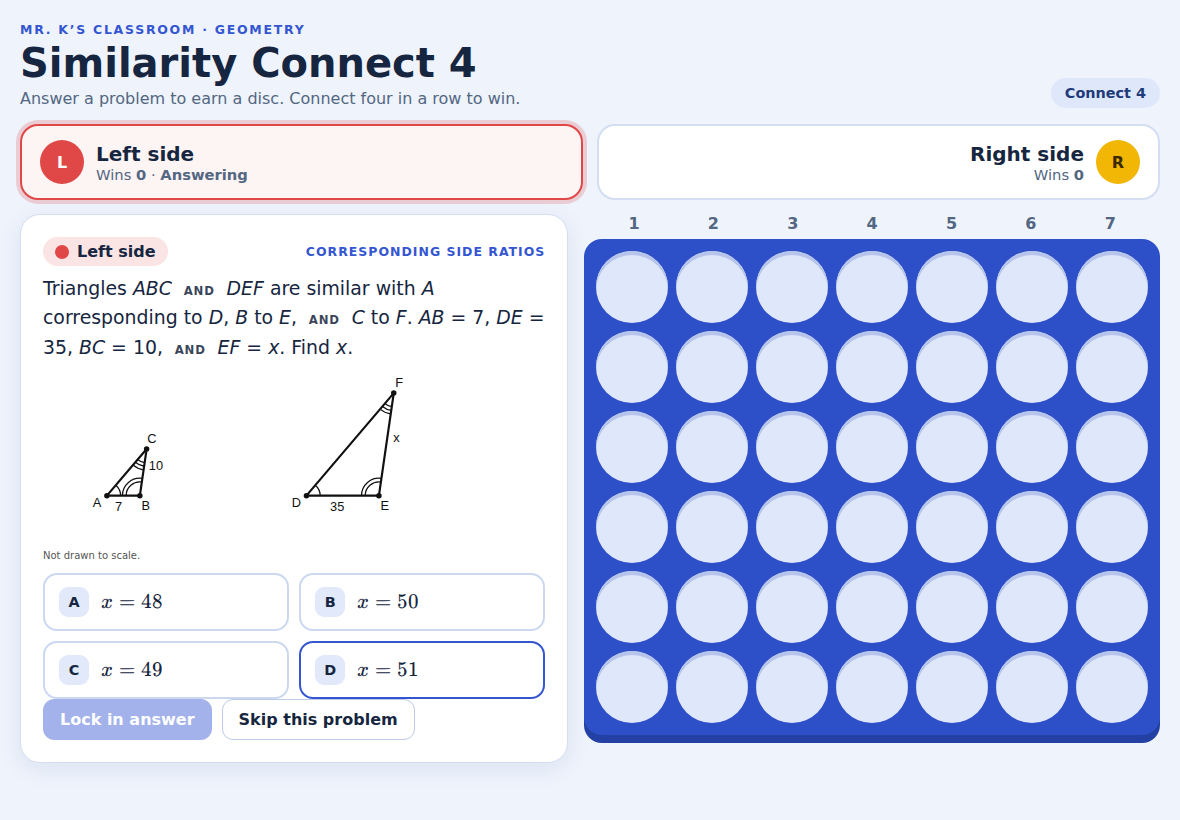 MR. K’S CLASSROOM · GEOMETRY
Similarity Connect 4
Answer a problem to earn a disc. Connect four in a row to win.
Connect 4
L
Left side
Wins 0 · Answering
Right side
Wins 0
R
Left side
CORRESPONDING SIDE RATIOS
Triangles ABC AND DEF are similar with A
corresponding to D, B to E, AND C to F. AB = 7, DE =
35, BC = 10, AND EF = x. Find x.
C
10
A
7
B
F
x
D
35
E
Not drawn to scale.
A x = 48
B x = 50
C x = 49
D x = 51
Lock in answer
Skip this problem
1 2 3 4 5 6 7